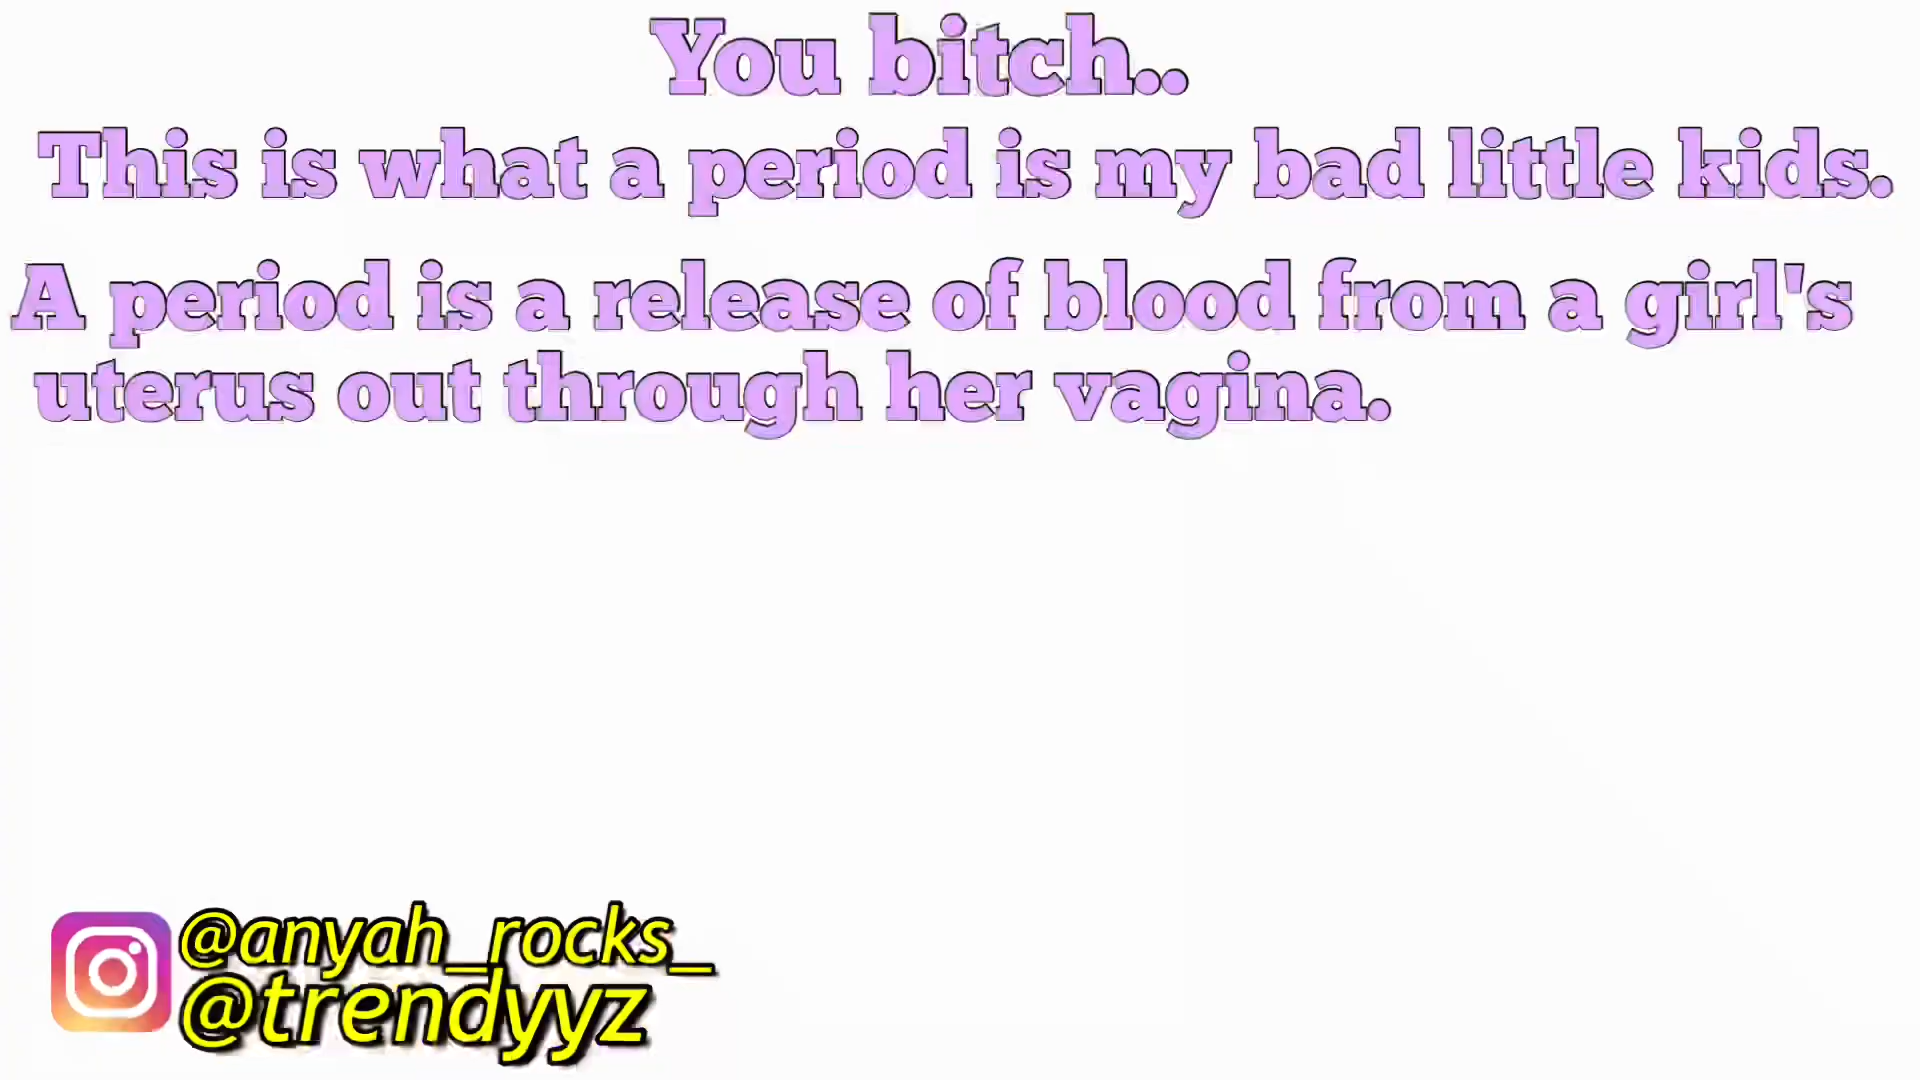 You bitch..
This is what a period is my bad little kids.
A period is a release of blood from a girl's
uterus out through her vagina.
@anyah_rocks_
@trendyyz